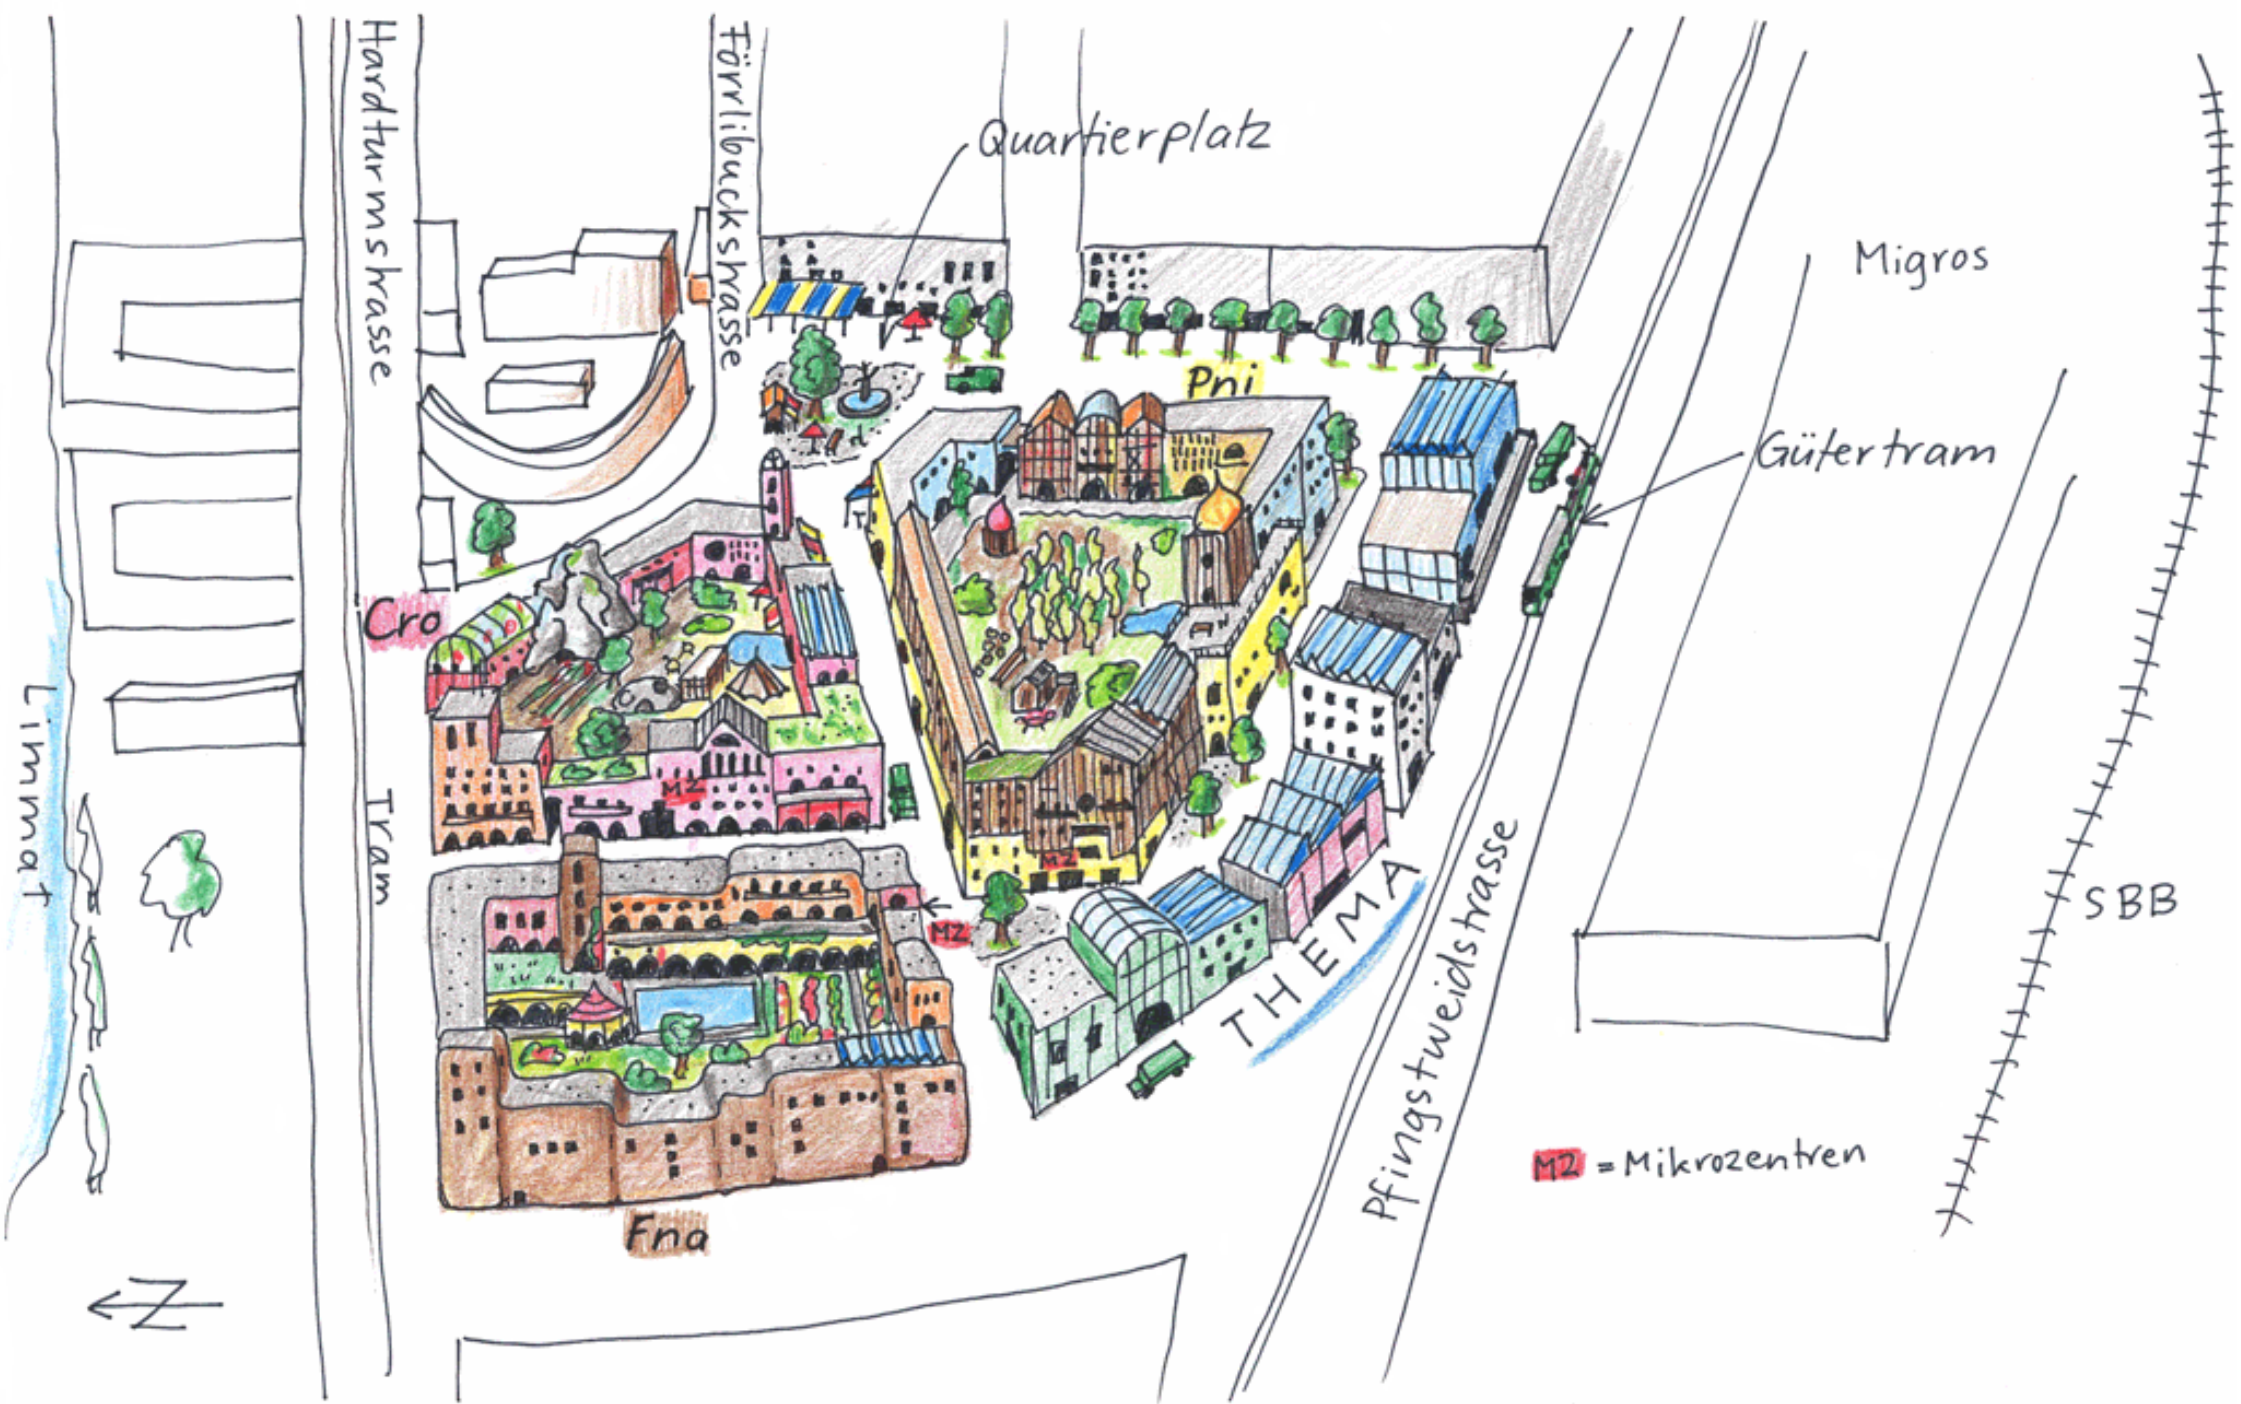 Hardturmstrasse
Förrlibuckstrasse
Quartierplatz
Migros
Pni
Gütertram
Cro
Limmat
Tram
MZ
MZ
MZ
THEMA
Pfingstweidstrasse
SBB
MZ = Mikrozentren
Fna
N